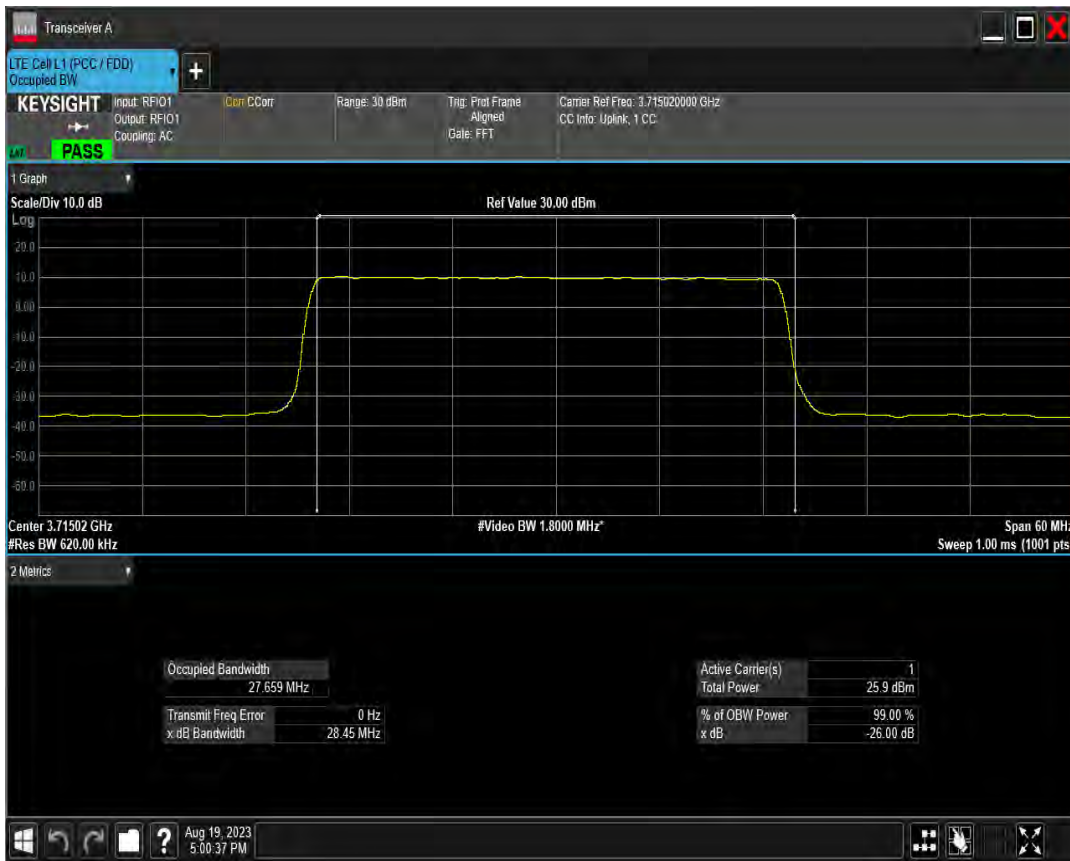 Transceiver A
LTE Cell L1 (PCC / FDD)
Occupied BW
KEYSIGHT
Input: RFIO1
Output: RFIO1
Coupling: AC
PASS
Corr CCorr
Range: 30 dBm
Trig: Prot Frame
Aligned
Gate: FFT
Carrier Ref Freq: 3.715020000 GHz
CC Info: Uplink, 1 CC
1 Graph
Scale/Div 10.0 dB
Ref Value 30.00 dBm
Log
20.0
10.0
0.00
-10.0
-20.0
-30.0
-40.0
-50.0
-60.0
Center 3.71502 GHz
#Video BW 1.8000 MHz*
Span 60 MHz
#Res BW 620.00 kHz
Sweep 1.00 ms (1001 pts
2 Metrics
Occupied Bandwidth
27.659 MHz
Transmit Freq Error 0 Hz
x dB Bandwidth 28.45 MHz
Active Carrier(s) 1
Total Power 25.9 dBm
% of OBW Power 99.00 %
x dB -26.00 dB
Aug 19, 2023
5:00:37 PM